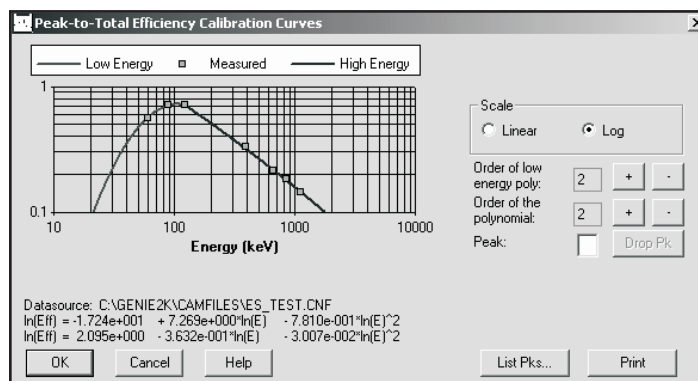 Peak-to-Total Efficiency Calibration Curves
Low Energy Measured High Energy
1
0.1
10 100 1000 10000
Energy (keV)
Scale
Linear Log
Order of low energy poly: 2 + -
Order of the polynomial: 2 + -
Peak: Drop Pk
Datasource: C:\GENIE2K\CAMFILES\ES_TEST.CNF
ln(Eff) = -1.724e+001 + 7.269e+000*ln(E) - 7.810e-001*ln(E)^2
ln(Eff) = 2.095e+000 - 3.632e-001*ln(E) - 3.007e-002*ln(E)^2
OK Cancel Help List Pks... Print